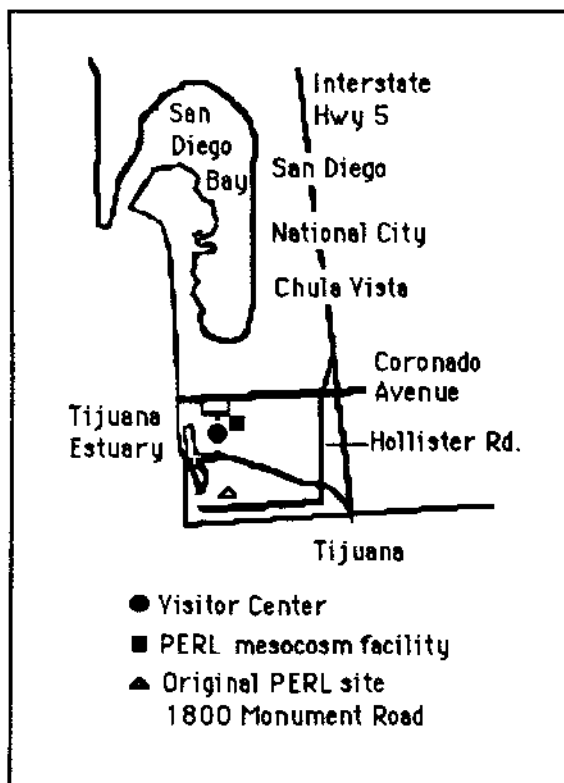 Interstate
Hwy 5
San
Diego
Bay
San Diego
National City
Chula Vista
Coronado
Avenue
Tijuana
Estuary
Hollister Rd.
Tijuana
Visitor Center
PERL mesocosm facility
Original PERL site
1800 Monument Road